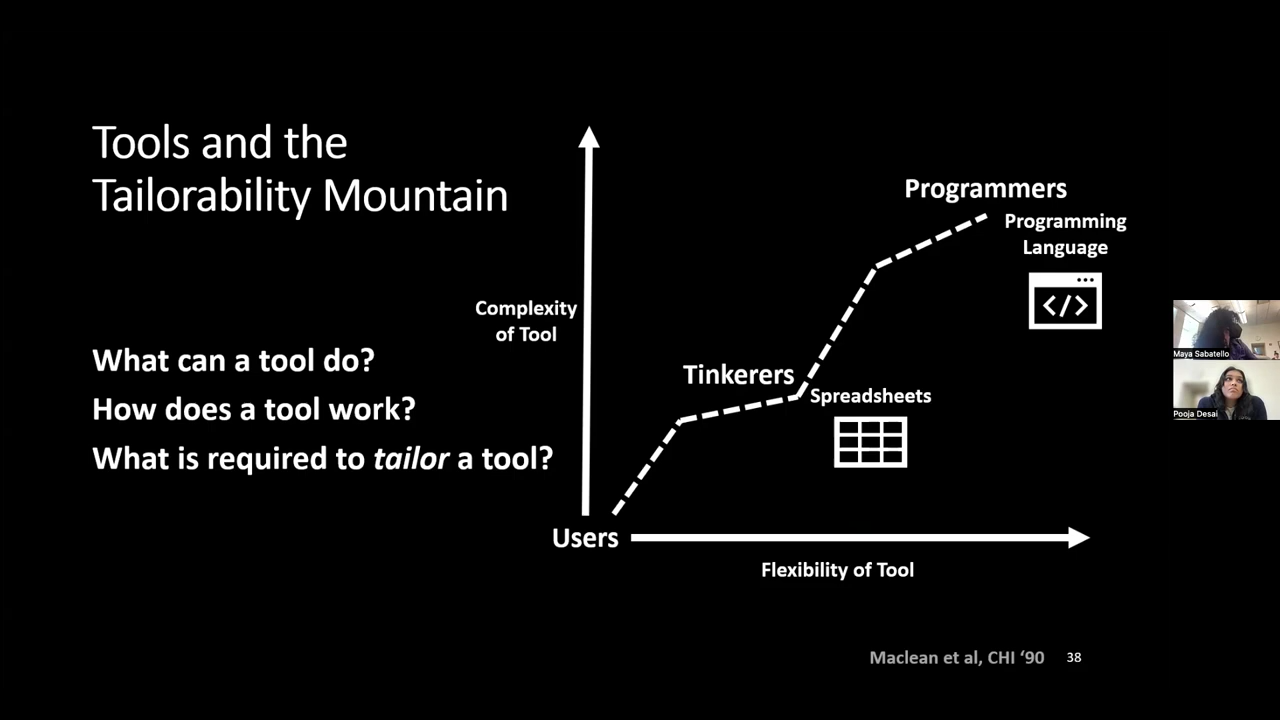 Tools and the
Tailorability Mountain
What can a tool do?
How does a tool work?
What is required to tailor a tool?
Complexity
of Tool
Programmers
Programming
Language
</>
Tinkerers
Spreadsheets
Users
Flexibility of Tool
Maclean et al, CHI ‘90
38
Maya Sabatello
Pooja Desai